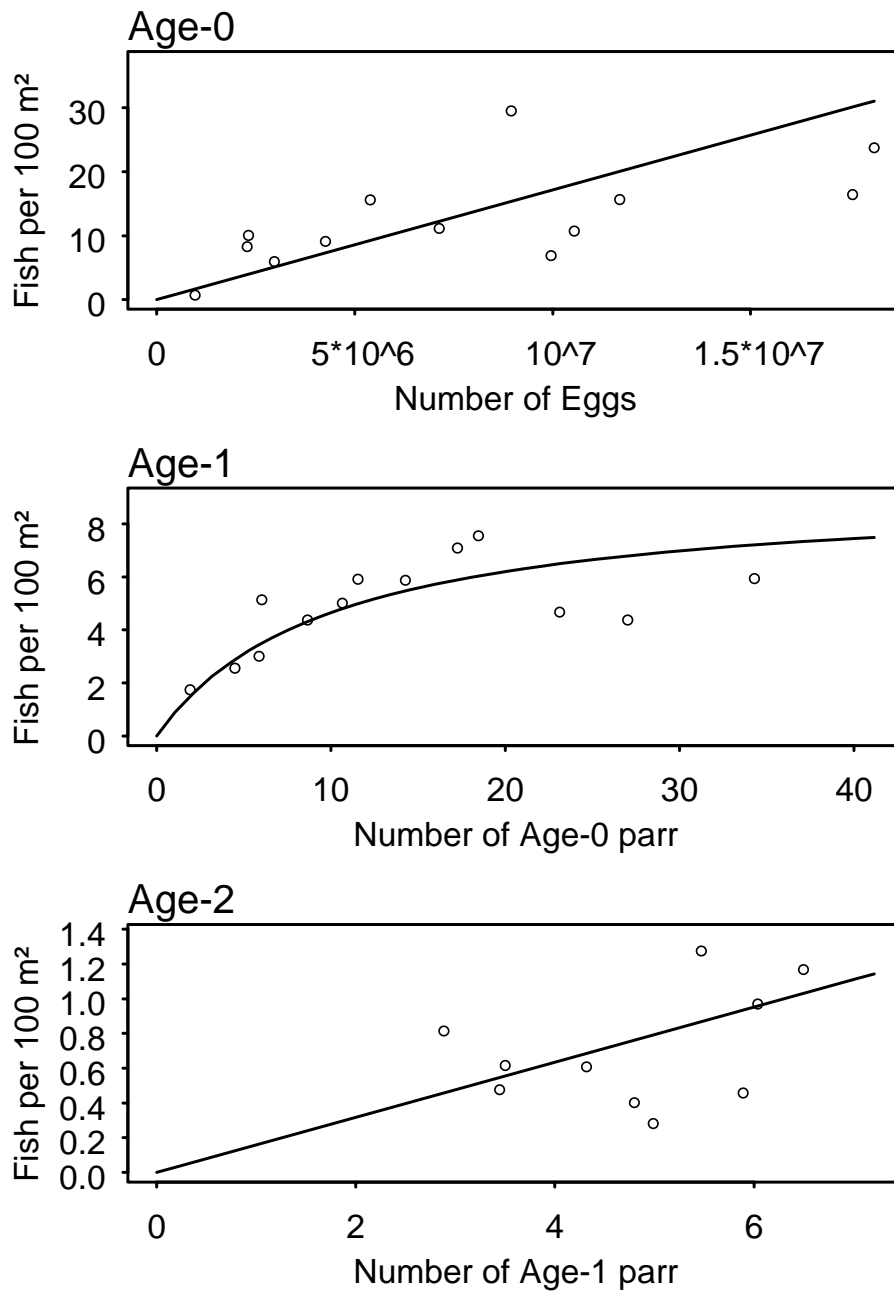 Age-0
Fish per 100 m²
30
20
10
0
0 5*10^6 10^7 1.5*10^7
Number of Eggs
Age-1
Fish per 100 m²
8
6
4
2
0
0 10 20 30 40
Number of Age-0 parr
Age-2
Fish per 100 m²
1.4
1.2
1.0
0.8
0.6
0.4
0.2
0.0
0 2 4 6
Number of Age-1 parr